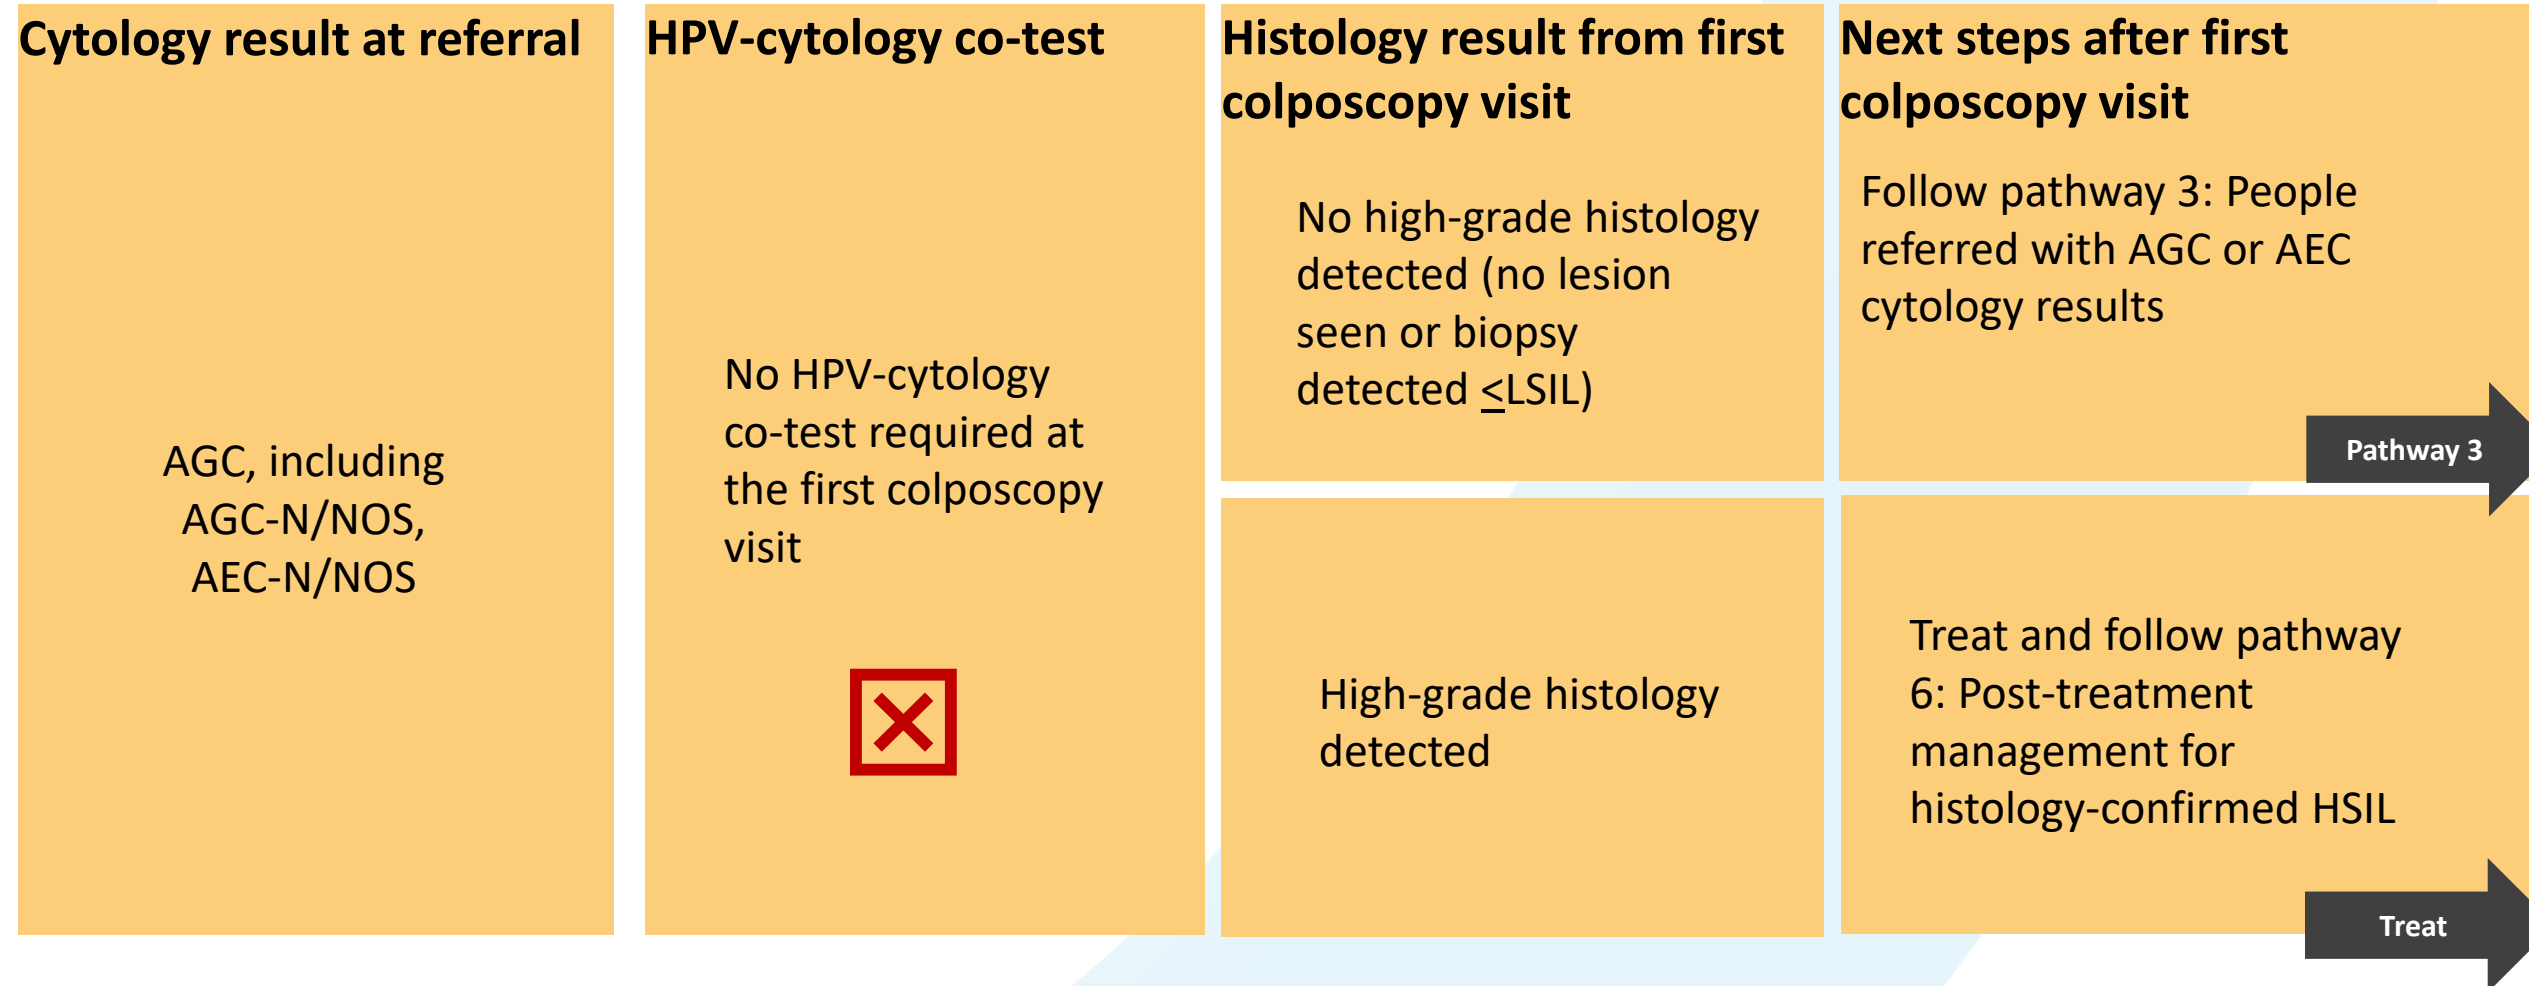 Cytology result at referral
AGC, including
AGC-N/NOS,
AEC-N/NOS
HPV-cytology co-test
No HPV-cytology
co-test required at
the first colposcopy
visit
Histology result from first
colposcopy visit
No high-grade histology
detected (no lesion
seen or biopsy
detected <LSIL)
High-grade histology
detected
Next steps after first
colposcopy visit
Follow pathway 3: People
referred with AGC or AEC
cytology results
Pathway 3
Treat and follow pathway
6: Post-treatment
management for
histology-confirmed HSIL
Treat